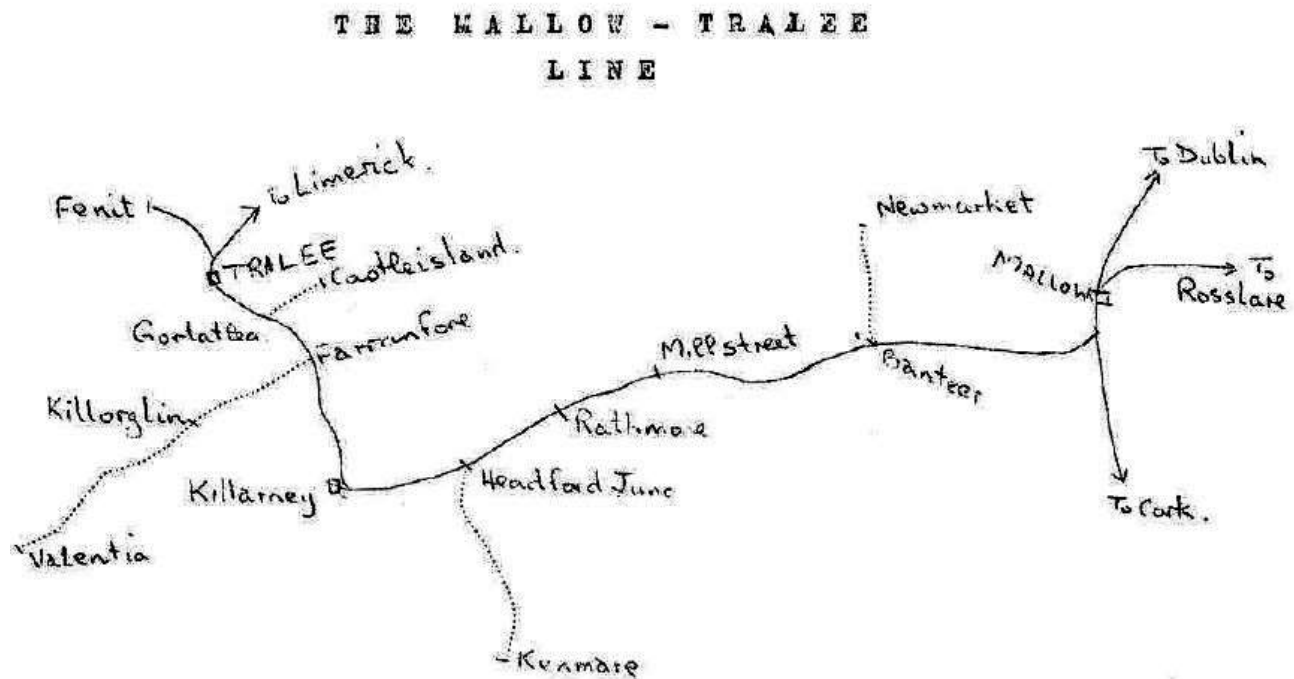 THE MALLOW - TRALEE
LINE
To Dublin
To Limerick.
Fenit
Newmarket
TRALEE
Castleisland.
MALLOW
To
Rosslare
Gortatlea
Farranfore
Millstreet
Banteer
Killorglin
Rathmore
Killarney
Headford Junc
To Cork.
Valentia
Kenmare